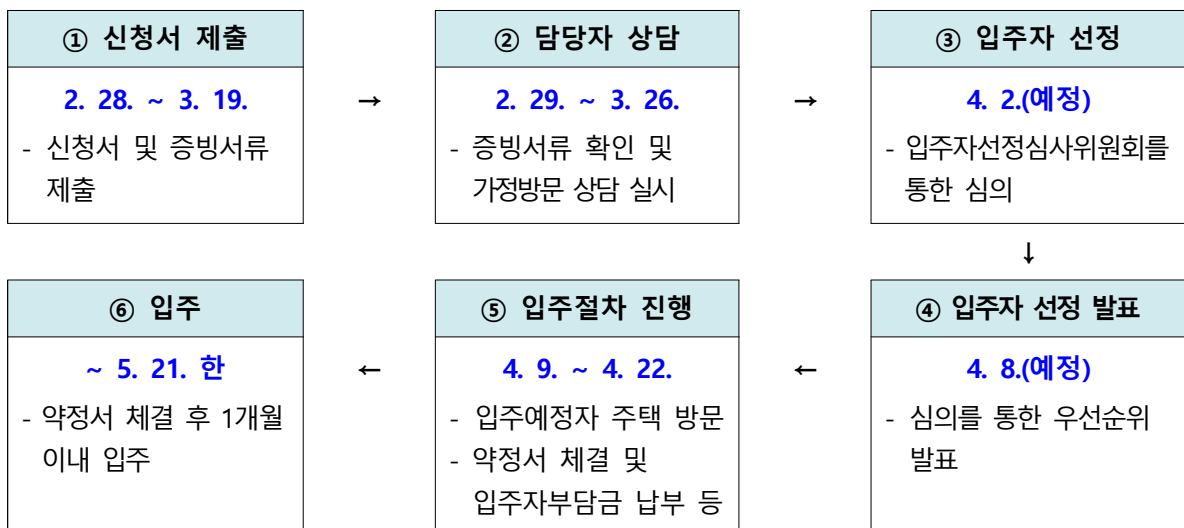 ① 신청서 제출
2. 28. ~ 3. 19.
- 신청서 및 증빙서류
제출
→
② 담당자 상담
2. 29. ~ 3. 26.
- 증빙서류 확인 및
가정방문 상담 실시
→
③ 입주자 선정
4. 2.(예정)
- 입주자선정심사위원회를
통한 심의
↓
④ 입주자 선정 발표
4. 8.(예정)
- 심의를 통한 우선순위
발표
←
⑤ 입주절차 진행
4. 9. ~ 4. 22.
- 입주예정자 주택 방문
- 약정서 체결 및
입주자부담금 납부 등
←
⑥ 입주
~ 5. 21. 한
- 약정서 체결 후 1개월
이내 입주